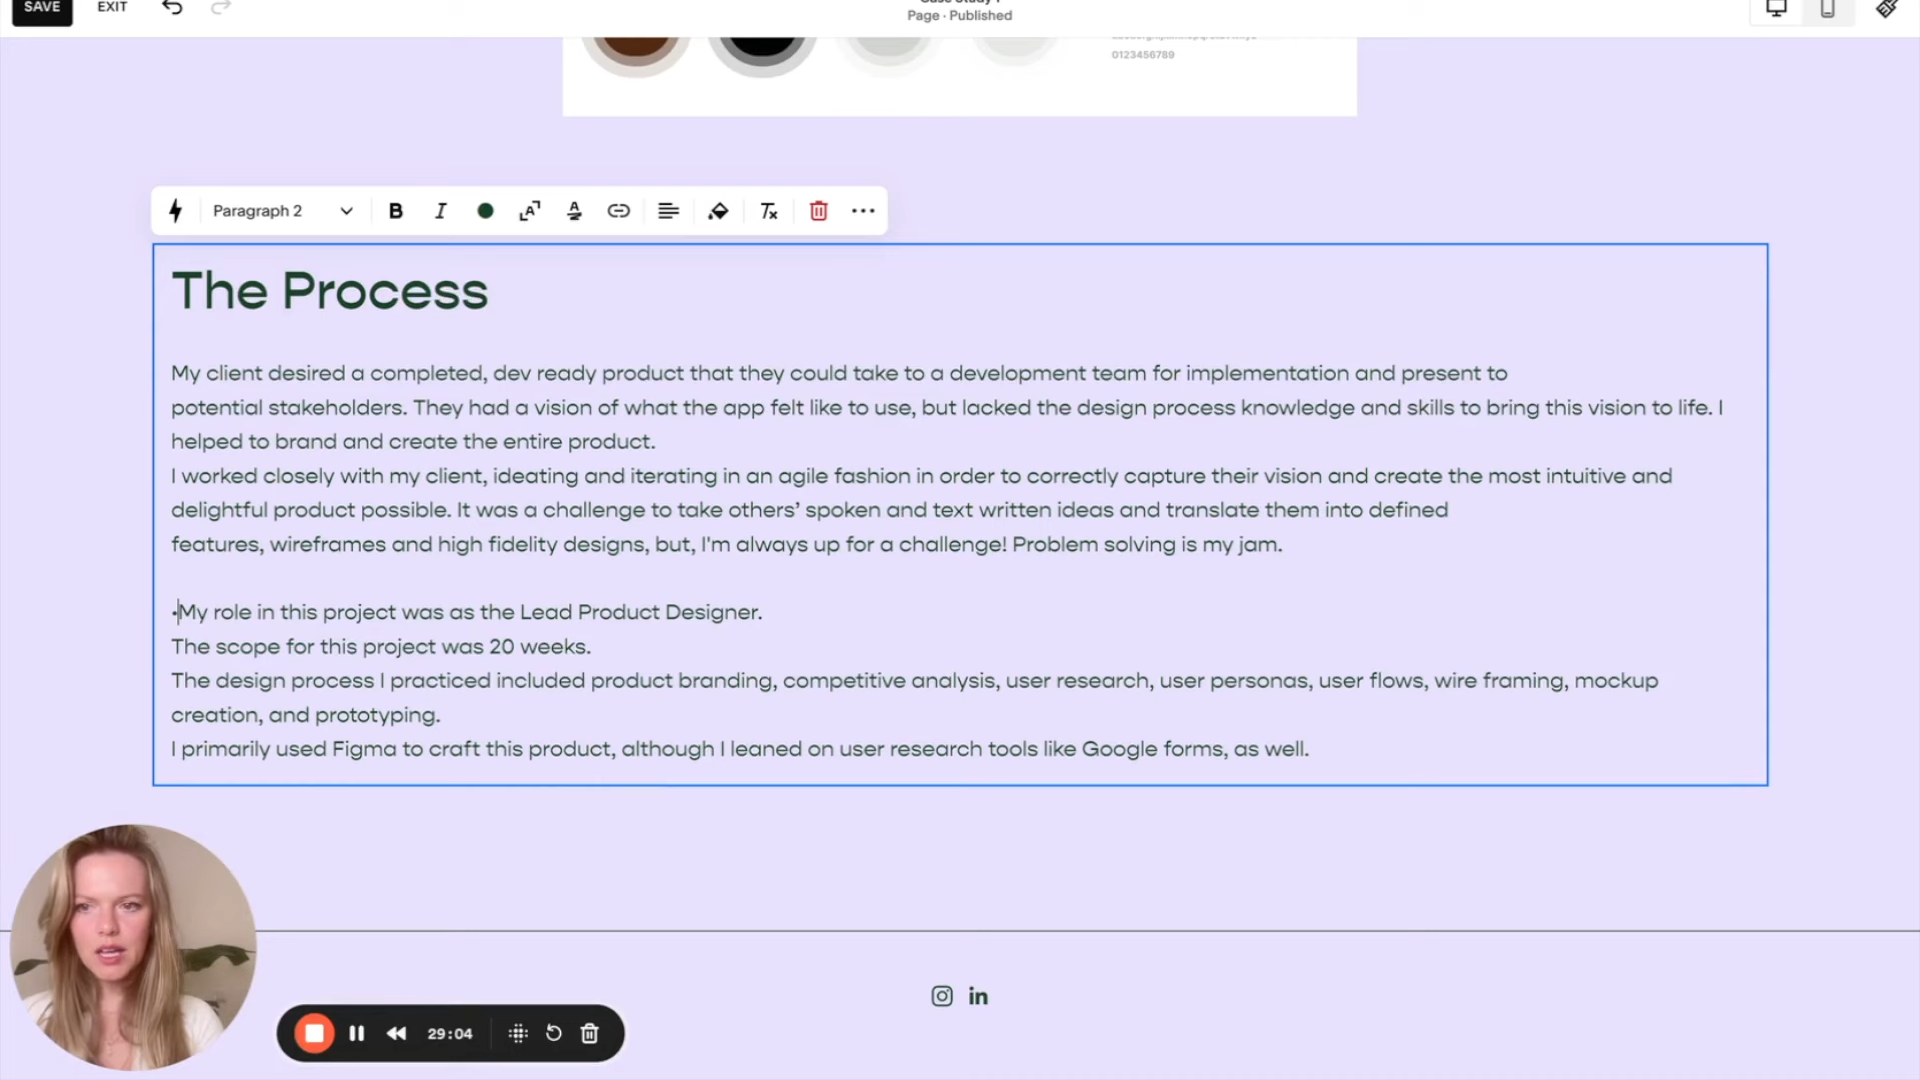 SAVE
EXIT
Page · Published
0123456789
Paragraph 2
The Process
My client desired a completed, dev ready product that they could take to a development team for implementation and present to
potential stakeholders. They had a vision of what the app felt like to use, but lacked the design process knowledge and skills to bring this vision to life. I
helped to brand and create the entire product.
I worked closely with my client, ideating and iterating in an agile fashion in order to correctly capture their vision and create the most intuitive and
delightful product possible. It was a challenge to take others’ spoken and text written ideas and translate them into defined
features, wireframes and high fidelity designs, but, I'm always up for a challenge! Problem solving is my jam.
•My role in this project was as the Lead Product Designer.
The scope for this project was 20 weeks.
The design process I practiced included product branding, competitive analysis, user research, user personas, user flows, wire framing, mockup
creation, and prototyping.
I primarily used Figma to craft this product, although I leaned on user research tools like Google forms, as well.
in
29:04